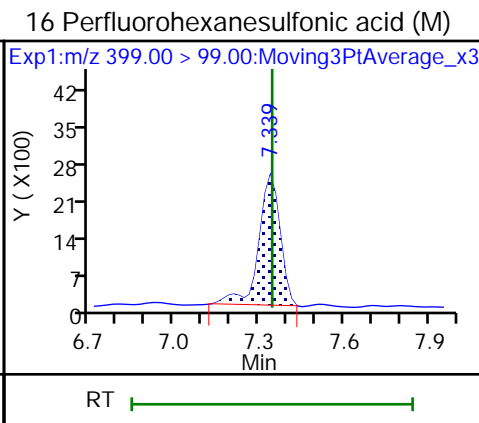 16 Perfluorohexanesulfonic acid (M)
Exp1:m/z 399.00 > 99.00:Moving3PtAverage_x3
7.339
Y ( X100)
42
35
28
21
14
7
0
6.7 7.0 7.3 7.6 7.9
Min
RT